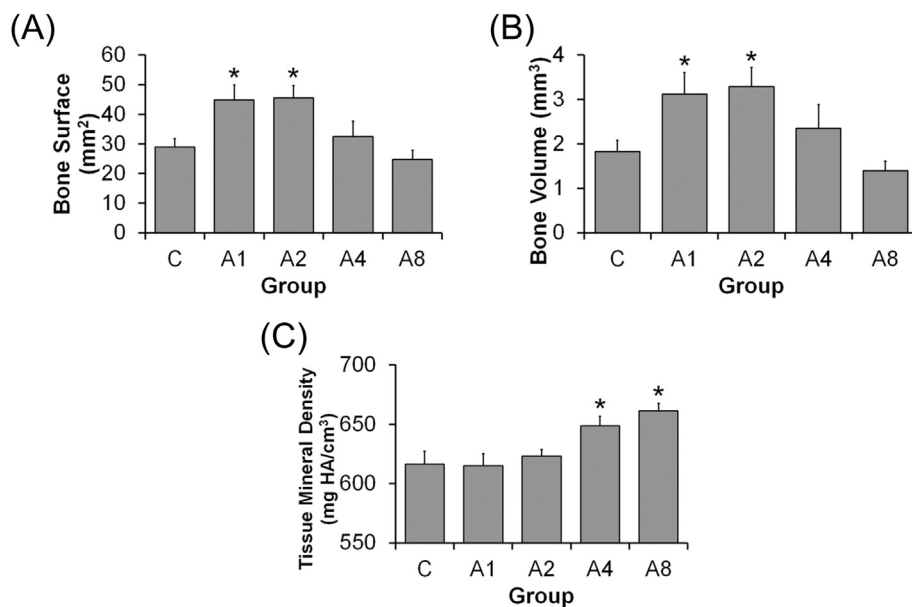 (A)
Bone Surface
(mm²)
60
50
40
30
20
10
0
* *
C A1 A2 A4 A8
Group
(B)
Bone Volume (mm³)
4
3
2
1
0
* *
C A1 A2 A4 A8
Group
(C)
Tissue Mineral Density
(mg HA/cm³)
700
650
600
550
* *
C A1 A2 A4 A8
Group